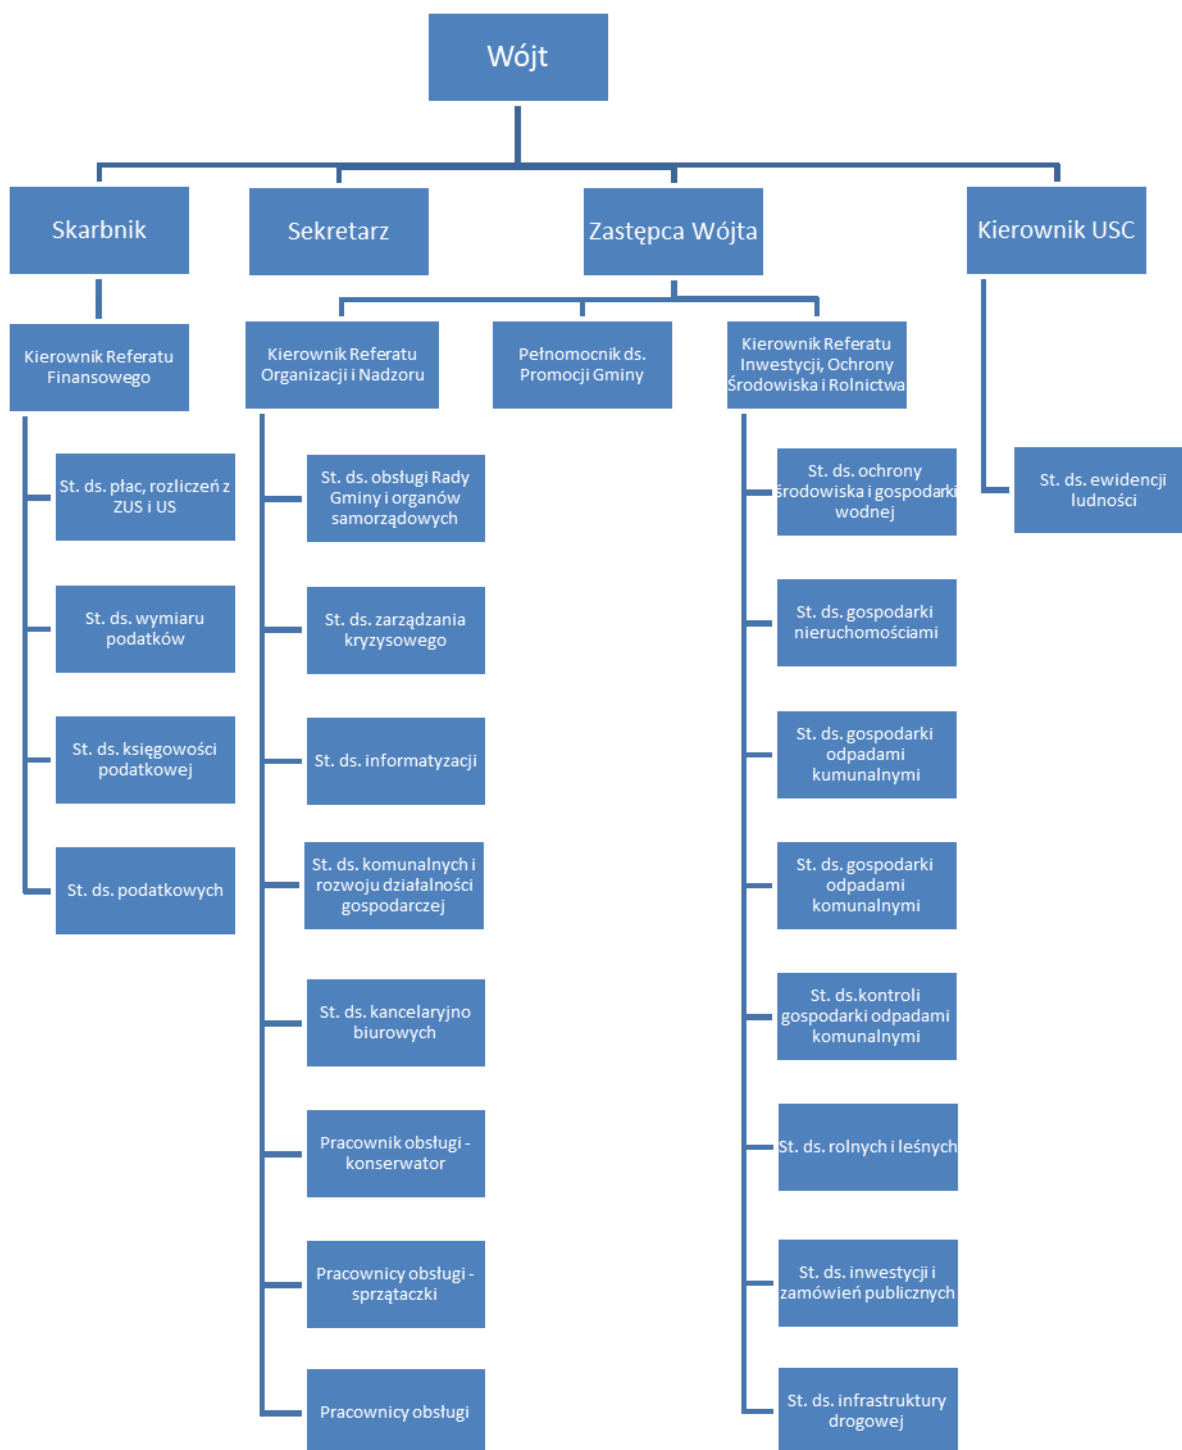 Wójt
Skarbnik
Sekretarz
Zastępca Wójta
Kierownik USC
Kierownik Referatu
Finansowego
Kierownik Referatu
Organizacji i Nadzoru
Pełnomocnik ds.
Promocji Gminy
Kierownik Referatu
Inwestycji, Ochrony
Środowiska i Rolnictwa
St. ds. płac, rozliczeń z
ZUS i US
St. ds. wymiaru
podatków
St. ds. księgowości
podatkowej
St. ds. podatkowych
St. ds. obsługi Rady
Gminy i organów
samorządowych
St. ds. zarządzania
kryzysowego
St. ds. informatyzacji
St. ds. komunalnych i
rozwoju działalności
gospodarczej
St. ds. kancelaryjno
biurowych
Pracownik obsługi -
konserwator
Pracownicy obsługi -
sprzątaczki
Pracownicy obsługi
St. ds. ochrony
środowiska i gospodarki
wodnej
St. ds. gospodarki
nieruchomościami
St. ds. gospodarki
odpadami
kumunalnymi
St. ds. gospodarki
odpadami
komunalnymi
St. ds.kontroli
gospodarki odpadami
komunalnymi
St. ds. rolnych i leśnych
St. ds. inwestycji i
zamówień publicznych
St. ds. infrastruktury
drogowej
St. ds. ewidencji
ludności